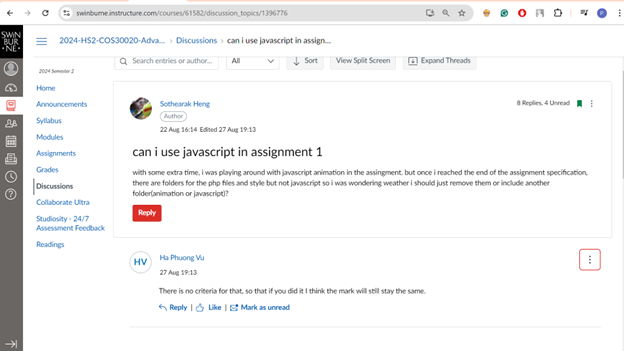 swinburne.instructure.com/courses/61582/discussion_topics/1396776
P
SWIN
BUR
NE
2024-HS2-COS30020-Adva... > Discussions > can i use javascript in assign...
2024 Semester 2
Search entries or author...
All
Sort
View Split Screen
Expand Threads
Home
Announcements
Syllabus
Modules
Assignments
Grades
Discussions
Collaborate Ultra
Studiosity - 24/7
Assessment Feedback
Readings
Sothearak Heng
Author
22 Aug 16:14 Edited 27 Aug 19:13
8 Replies, 4 Unread
can i use javascript in assignment 1
with some extra time, i was playing around with javascript animation in the assingment. but once i reached the end of the assignment specification,
there are folders for the php files and style but not javascript so i was wondering weather i should just remove them or include another
folder(animation or javascript)?
Reply
HV
Ha Phuong Vu
27 Aug 19:13
There is no criteria for that, so that if you did it I think the mark will still stay the same.
Reply | Like | Mark as unread